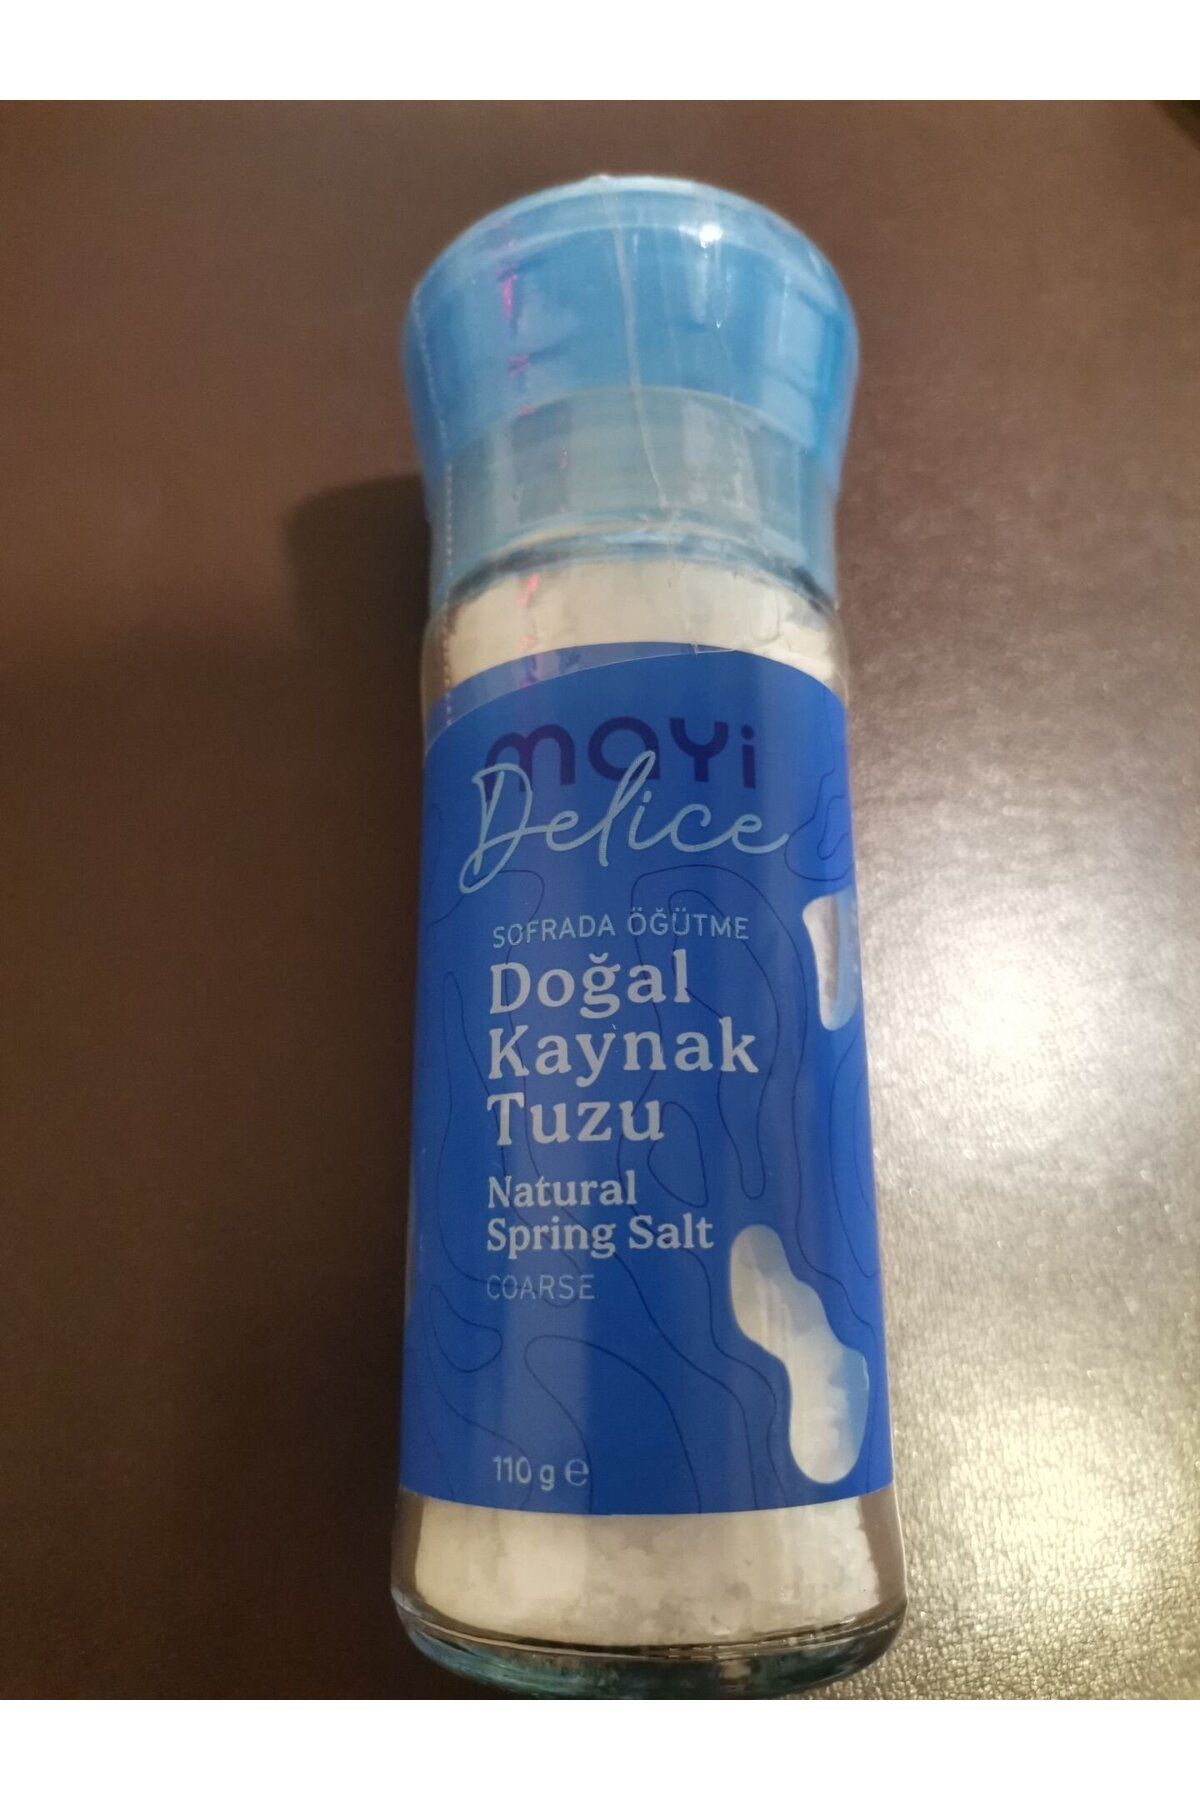 mayi
Delice
SOFRADA ÖĞÜTME
Doğal
Kaynak
Tuzu
Natural
Spring Salt
COARSE
110 g ℮